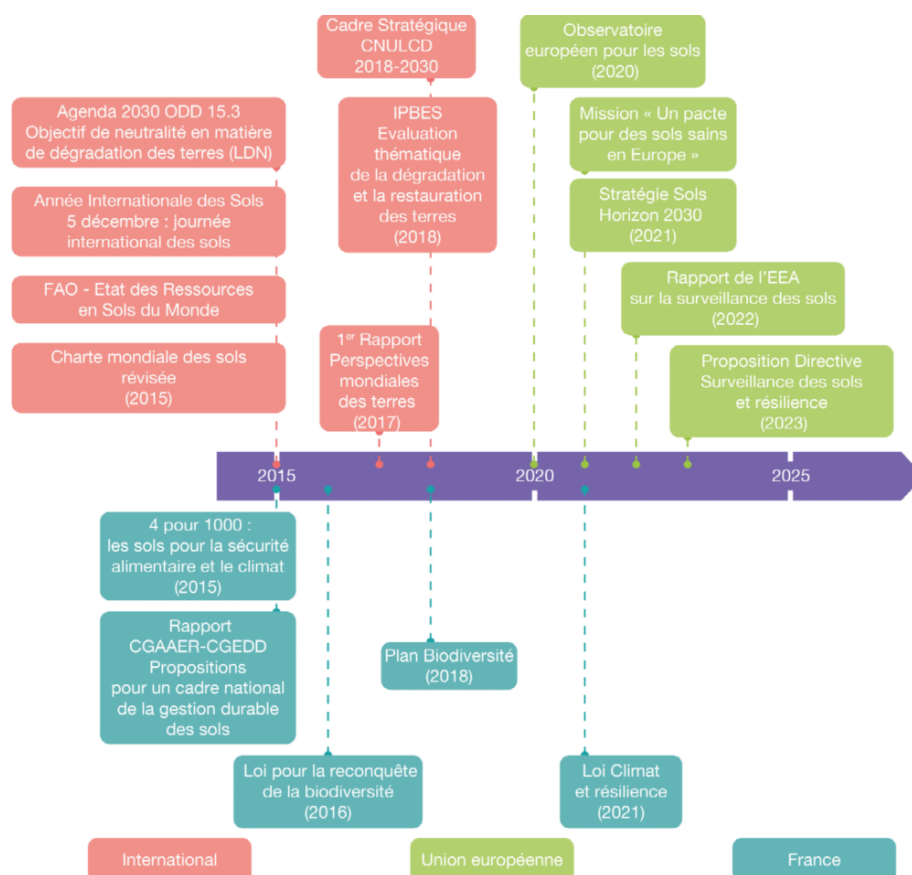 Cadre Stratégique
CNULCD
2018-2030
Observatoire
européen pour les sols
(2020)
Agenda 2030 ODD 15.3
Objectif de neutralité en matière
de dégradation des terres (LDN)
IPBES
Evaluation
thématique
de la dégradation
et la restauration
des terres
(2018)
Mission « Un pacte
pour des sols sains
en Europe »
Année Internationale des Sols
5 décembre : journée
international des sols
Stratégie Sols
Horizon 2030
(2021)
FAO - Etat des Ressources
en Sols du Monde
Rapport de l'EEA
sur la surveillance des sols
(2022)
Charte mondiale des sols
révisée
(2015)
1er Rapport
Perspectives
mondiales
des terres
(2017)
Proposition Directive
Surveillance des sols
et résilience
(2023)
2015
2020
2025
4 pour 1000 :
les sols pour la sécurité
alimentaire et le climat
(2015)
Rapport
CGAAER-CGEDD
Propositions
pour un cadre national
de la gestion durable
des sols
Plan Biodiversité
(2018)
Loi pour la reconquête
de la biodiversité
(2016)
Loi Climat
et résilience
(2021)
International
Union européenne
France